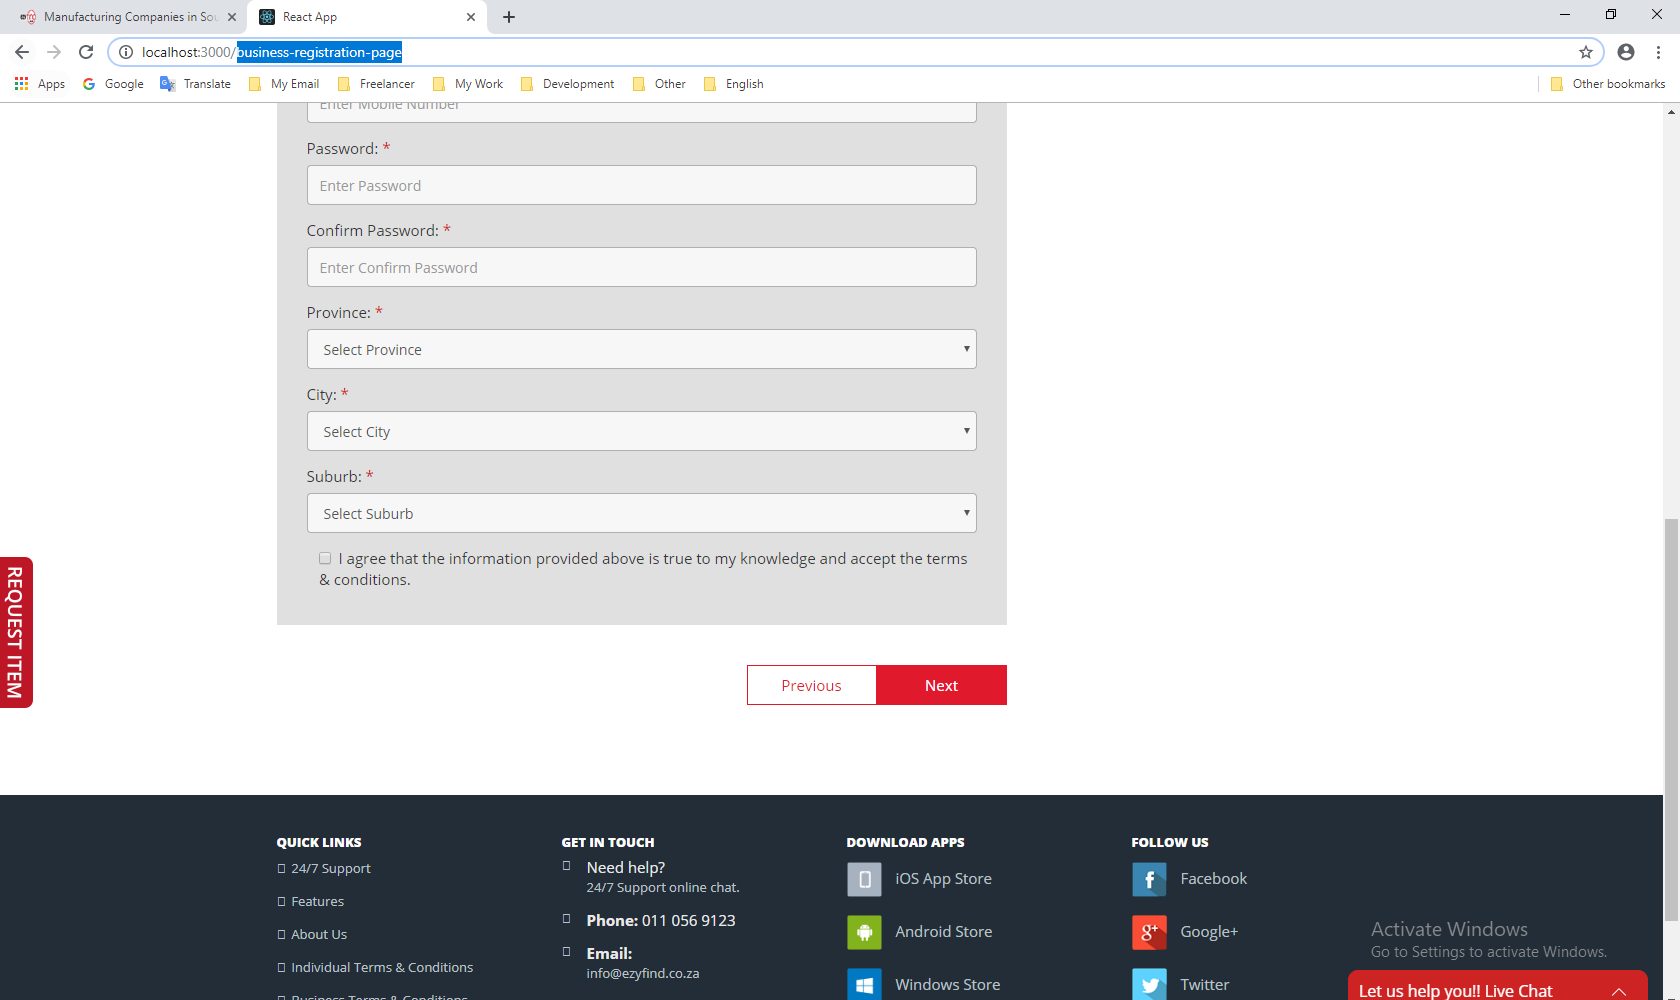 Manufacturing Companies in Sou
React App
localhost:3000/business-registration-page
Apps
Google
Translate
My Email
Freelancer
My Work
Development
Other
English
Other bookmarks
Enter Mobile Number
Password: *
Enter Password
Confirm Password: *
Enter Confirm Password
Province: *
Select Province
City: *
Select City
Suburb: *
Select Suburb
I agree that the information provided above is true to my knowledge and accept the terms
& conditions.
REQUEST ITEM
Previous
Next
QUICK LINKS
24/7 Support
Features
About Us
Individual Terms & Conditions
Business Terms & Conditions
GET IN TOUCH
Need help?
24/7 Support online chat.
Phone: 011 056 9123
Email:
info@ezyfind.co.za
DOWNLOAD APPS
iOS App Store
Android Store
Windows Store
FOLLOW US
Facebook
Google+
Twitter
Activate Windows
Go to Settings to activate Windows.
Let us help you!! Live Chat